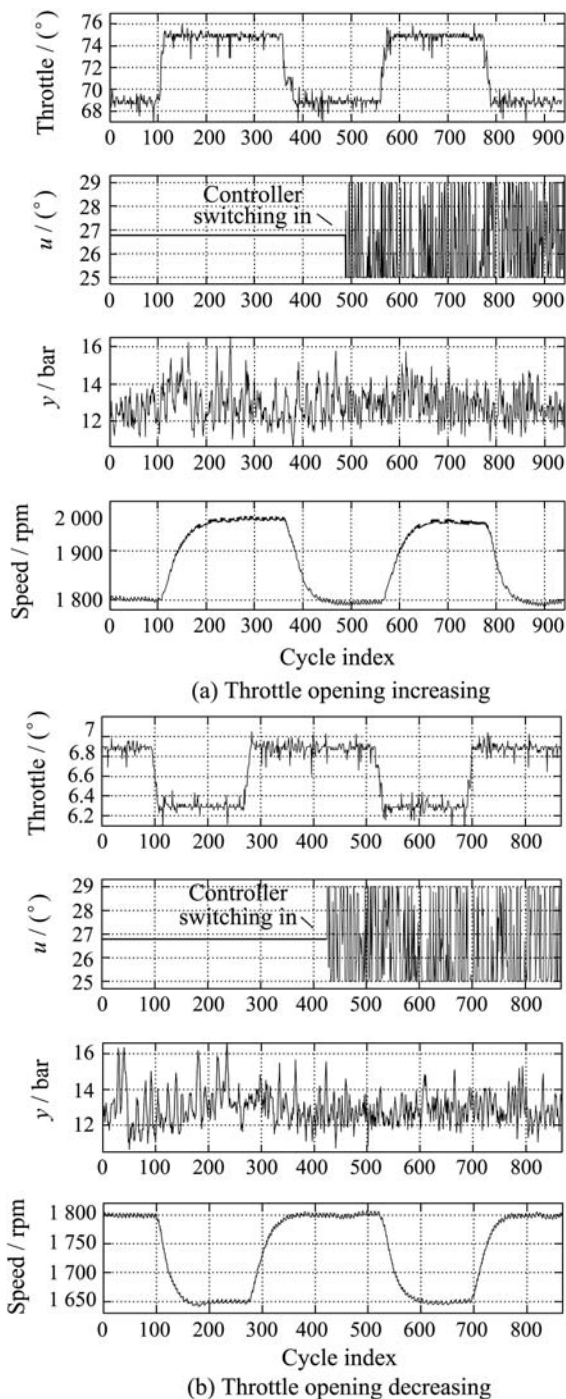 76
74
72
70
68
Throttle / (°)
0 100 200 300 400 500 600 700 800 900
29
28
27
26
25
u / (°)
Controller
switching in
0 100 200 300 400 500 600 700 800 900
16
14
12
y / bar
0 100 200 300 400 500 600 700 800 900
2 000
1 900
1 800
Speed / rpm
0 100 200 300 400 500 600 700 800 900
Cycle index
(a) Throttle opening increasing
7
6.8
6.6
6.4
6.2
Throttle / (°)
0 100 200 300 400 500 600 700 800
29
28
27
26
25
u / (°)
Controller
switching in
0 100 200 300 400 500 600 700 800
16
14
12
y / bar
0 100 200 300 400 500 600 700 800
1 800
1 750
1 700
1 650
Speed / rpm
0 100 200 300 400 500 600 700 800
Cycle index
(b) Throttle opening decreasing